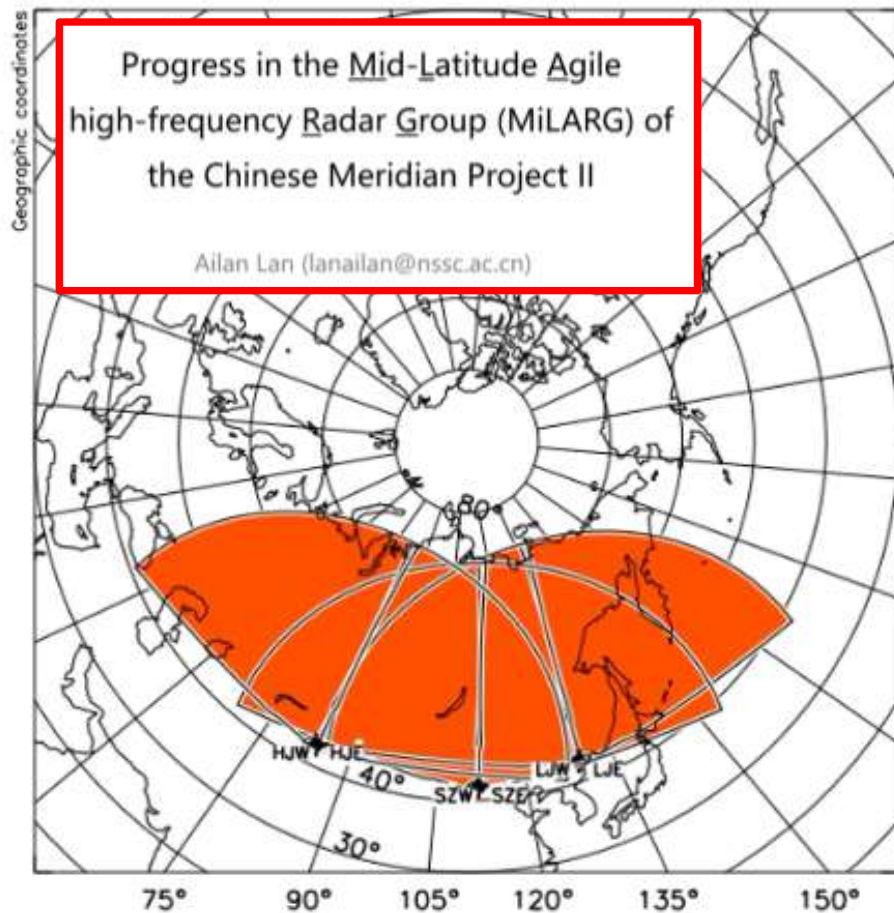 Geographic coordinates
Progress in the Mid-Latitude Agile
high-frequency Radar Group (MiLARG) of
the Chinese Meridian Project II
Ailan Lan (lanailan@nssc.ac.cn)
HJW HJE
LJW LJE
40°
SZW SZE
30°
75° 90° 105° 120° 135° 150°